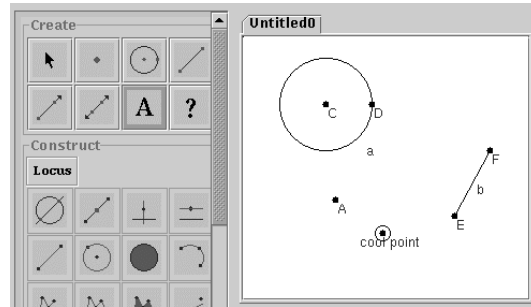 Create
A ?
Construct
Locus
Untitled0
C D
a
F
b
A
E
cool point